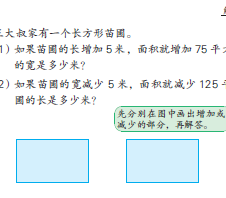 王大叔家有一个长方形苗圃。
1）如果苗圃的长增加5米，面积就增加75平
的宽是多少米？
2）如果苗圃的宽减少5米，面积就减少125
圃的长是多少米？
先分别在图中画出增加或
减少的部分，再解答。